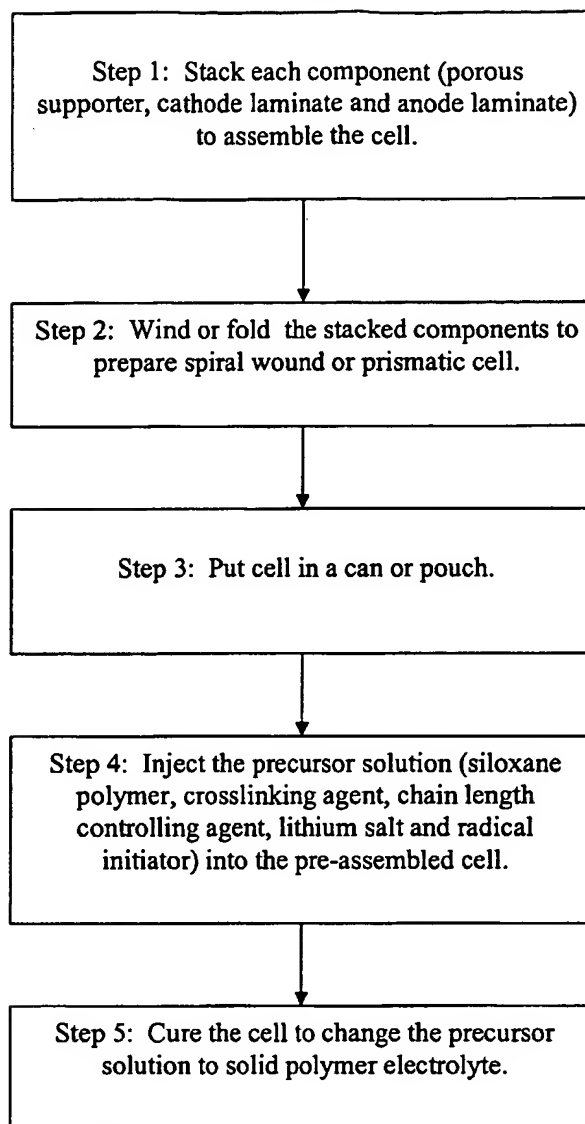 Step 1: Stack each component (porous
supporter, cathode laminate and anode laminate)
to assemble the cell.
Step 2: Wind or fold the stacked components to
prepare spiral wound or prismatic cell.
Step 3: Put cell in a can or pouch.
Step 4: Inject the precursor solution (siloxane
polymer, crosslinking agent, chain length
controlling agent, lithium salt and radical
initiator) into the pre-assembled cell.
Step 5: Cure the cell to change the precursor
solution to solid polymer electrolyte.